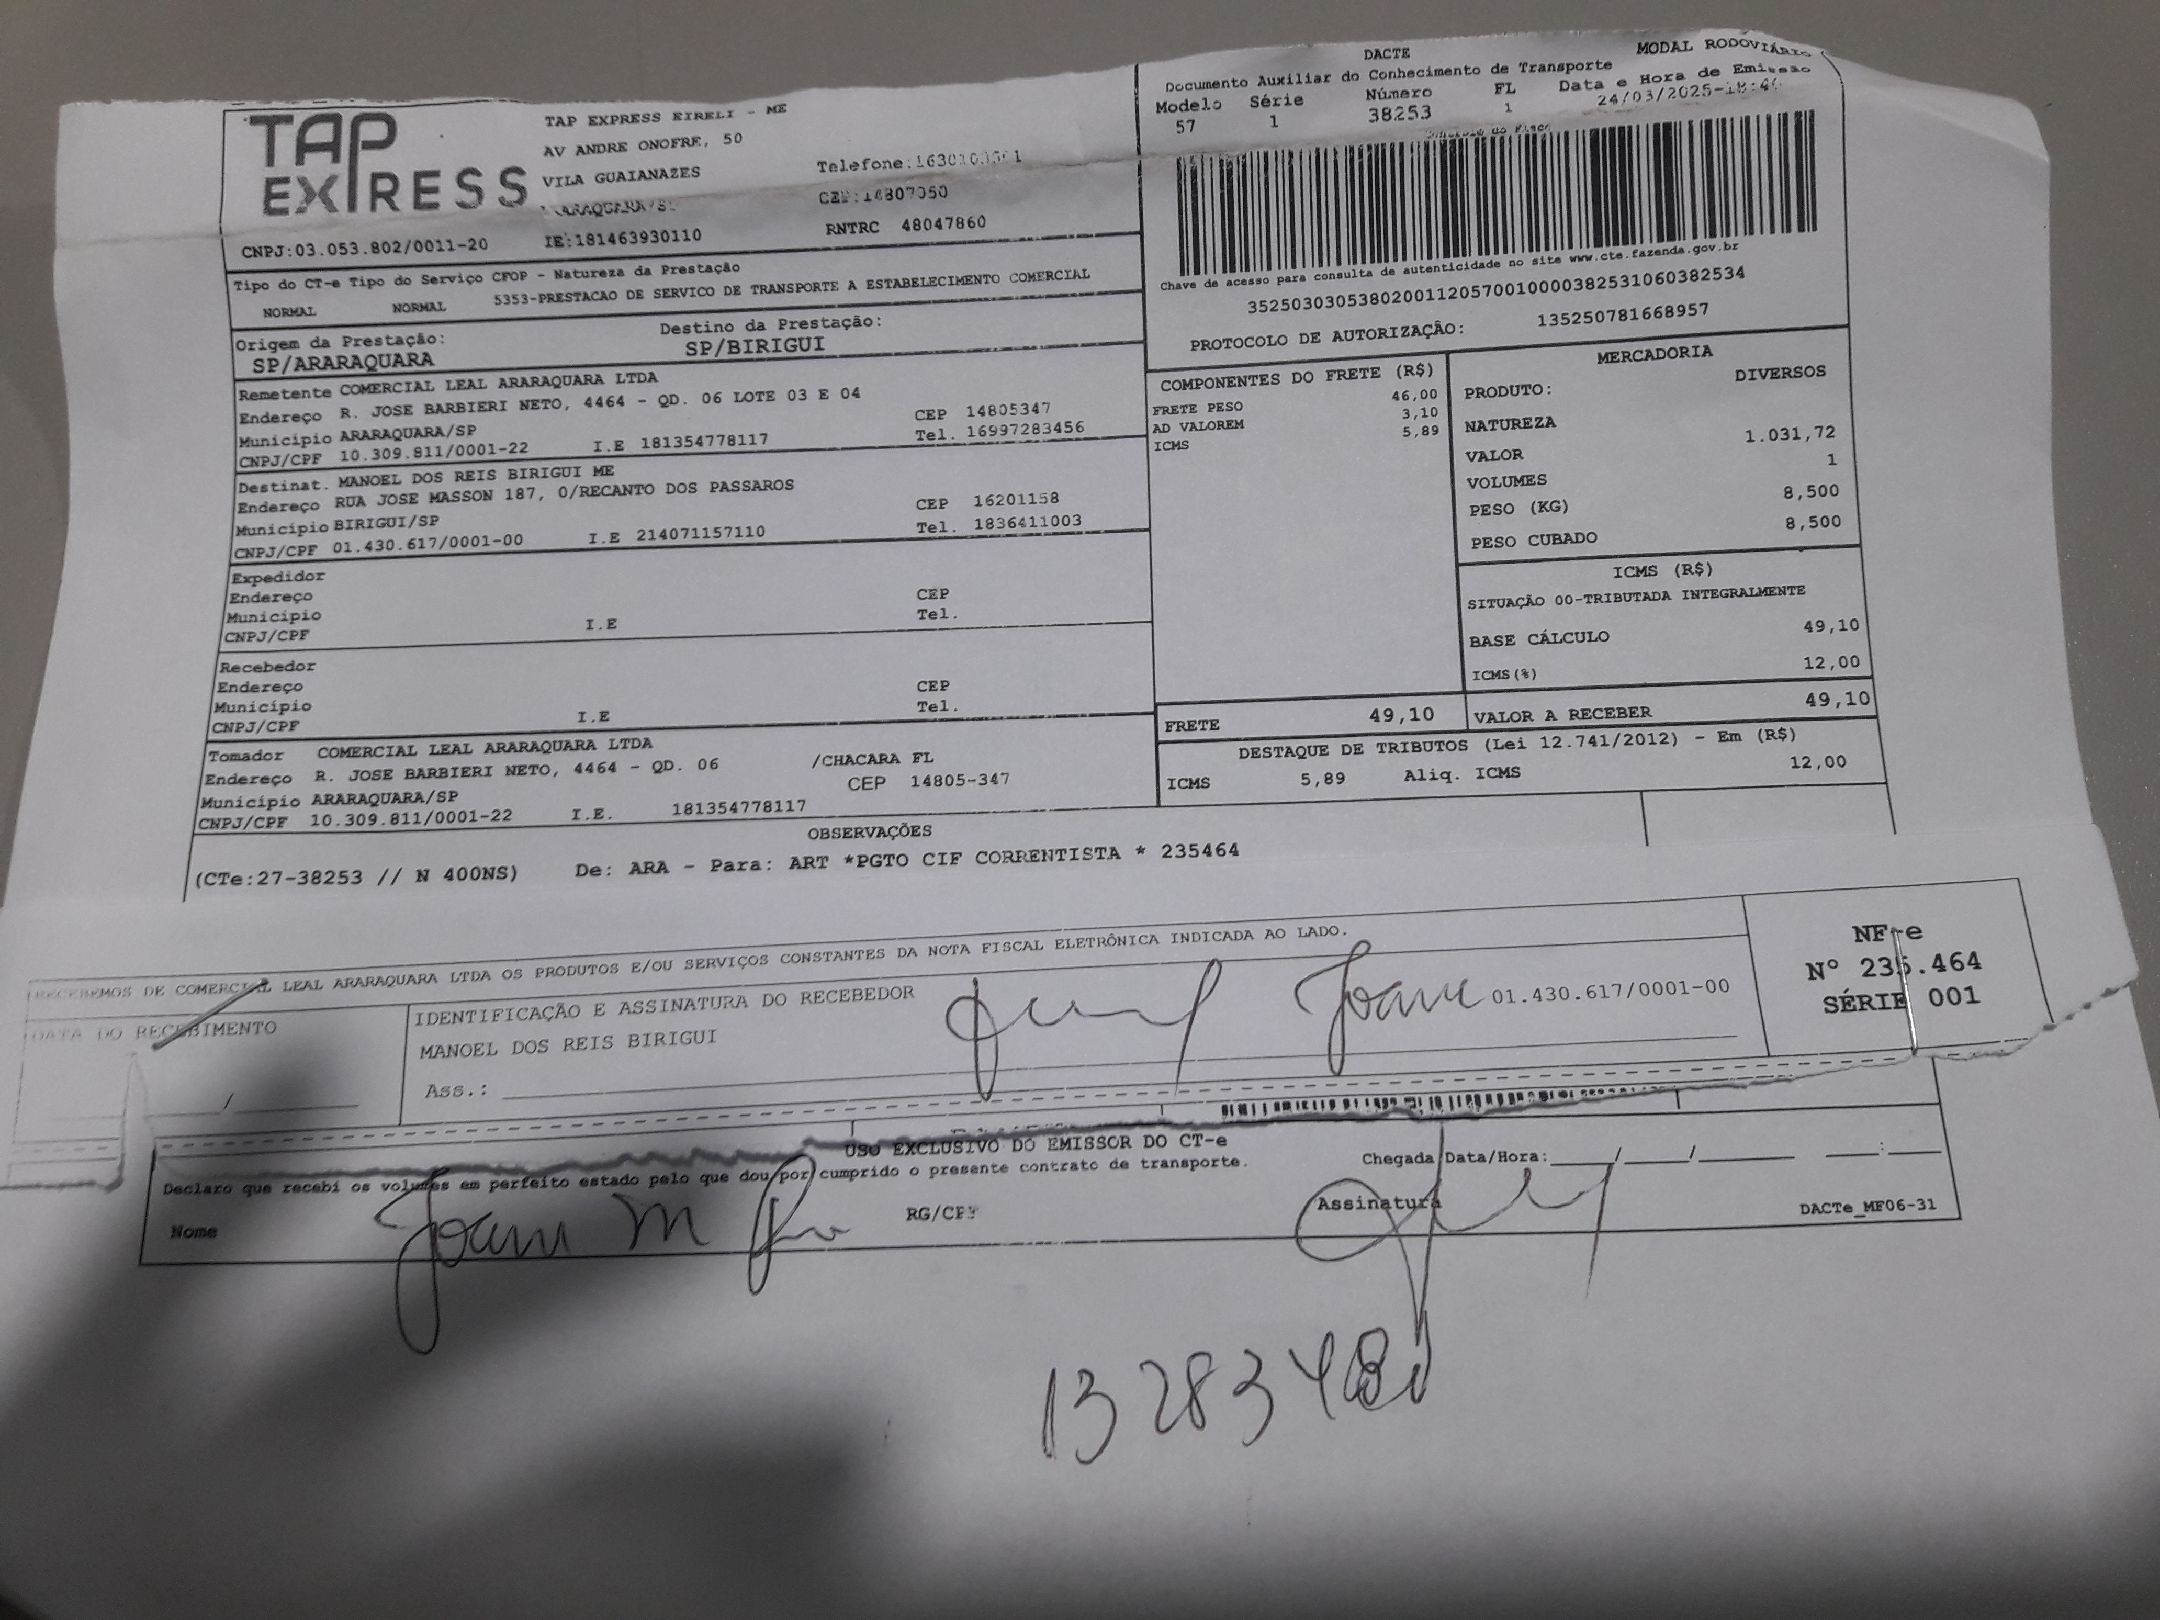 TAP
EXPRESS
TAP EXPRESS EIRELI - ME
AV ANDRE ONOFRE, 50
VILA GUAIANAZES
ARARAQUARA/SP
CEP:14807050
CNPJ:03.053.802/0011-20 IE:181463930110 RNTRC 48047860
DACTE MODAL RODOVIÁRIO
Documento Auxiliar do Conhecimento de Transporte
Modelo Série Número FL Data e Hora de Emissão
57 1 38253 1 24/03/2025-18:46
Chave de acesso para consulta de autenticidade no site www.cte.fazenda.gov.br
35250303053802001120570010000382531060382534
PROTOCOLO DE AUTORIZAÇÃO: 135250781668957
Tipo do CT-e Tipo do Serviço CFOP - Natureza da Prestação
NORMAL NORMAL 5353-PRESTACAO DE SERVICO DE TRANSPORTE A ESTABELECIMENTO COMERCIAL
Origem da Prestação: Destino da Prestação:
SP/ARARAQUARA SP/BIRIGUI
Remetente COMERCIAL LEAL ARARAQUARA LTDA
Endereço R. JOSE BARBIERI NETO, 4464 - QD. 06 LOTE 03 E 04
Município ARARAQUARA/SP CEP 14805347
CNPJ/CPF 10.309.811/0001-22 I.E 181354778117 Tel. 16997283456
Destinat. MANOEL DOS REIS BIRIGUI ME
Endereço RUA JOSE MASSON 187, 0/RECANTO DOS PASSAROS
Município BIRIGUI/SP CEP 16201158
CNPJ/CPF 01.430.617/0001-00 I.E 214071157110 Tel. 1836411003
Expedidor
Endereço CEP
Município Tel.
CNPJ/CPF I.E
Recebedor
Endereço CEP
Município Tel.
CNPJ/CPF I.E
Tomador COMERCIAL LEAL ARARAQUARA LTDA
Endereço R. JOSE BARBIERI NETO, 4464 - QD. 06 /CHACARA FL
Município ARARAQUARA/SP CEP 14805-347
CNPJ/CPF 10.309.811/0001-22 I.E. 181354778117
COMPONENTES DO FRETE (R$)
FRETE PESO 46,00
AD VALOREM 3,10
ICMS 5,89
FRETE 49,10
MERCADORIA
PRODUTO: DIVERSOS
NATUREZA
VALOR 1.031,72
VOLUMES 1
PESO (KG) 8,500
PESO CUBADO 8,500
ICMS (R$)
SITUAÇÃO 00-TRIBUTADA INTEGRALMENTE
BASE CÁLCULO 49,10
ICMS(%) 12,00
VALOR A RECEBER 49,10
DESTAQUE DE TRIBUTOS (Lei 12.741/2012) - Em (R$)
ICMS 5,89 Aliq. ICMS 12,00
OBSERVAÇÕES
(CTe:27-38253 // N 400NS) De: ARA - Para: ART *PGTO CIF CORRENTISTA * 235464
RECEBEMOS DE COMERCIAL LEAL ARARAQUARA LTDA OS PRODUTOS E/OU SERVIÇOS CONSTANTES DA NOTA FISCAL ELETRÔNICA INDICADA AO LADO.
DATA DO RECEBIMENTO
IDENTIFICAÇÃO E ASSINATURA DO RECEBEDOR
MANOEL DOS REIS BIRIGUI 01.430.617/0001-00
Ass.:
NF-e
Nº 235.464
SÉRIE 001
USO EXCLUSIVO DO EMISSOR DO CT-e
Declaro que recebi os volumes em perfeito estado pelo que dou por cumprido o presente contrato de transporte.
Chegada Data/Hora:
Nome RG/CPF Assinatura
DACTe_MF06-31